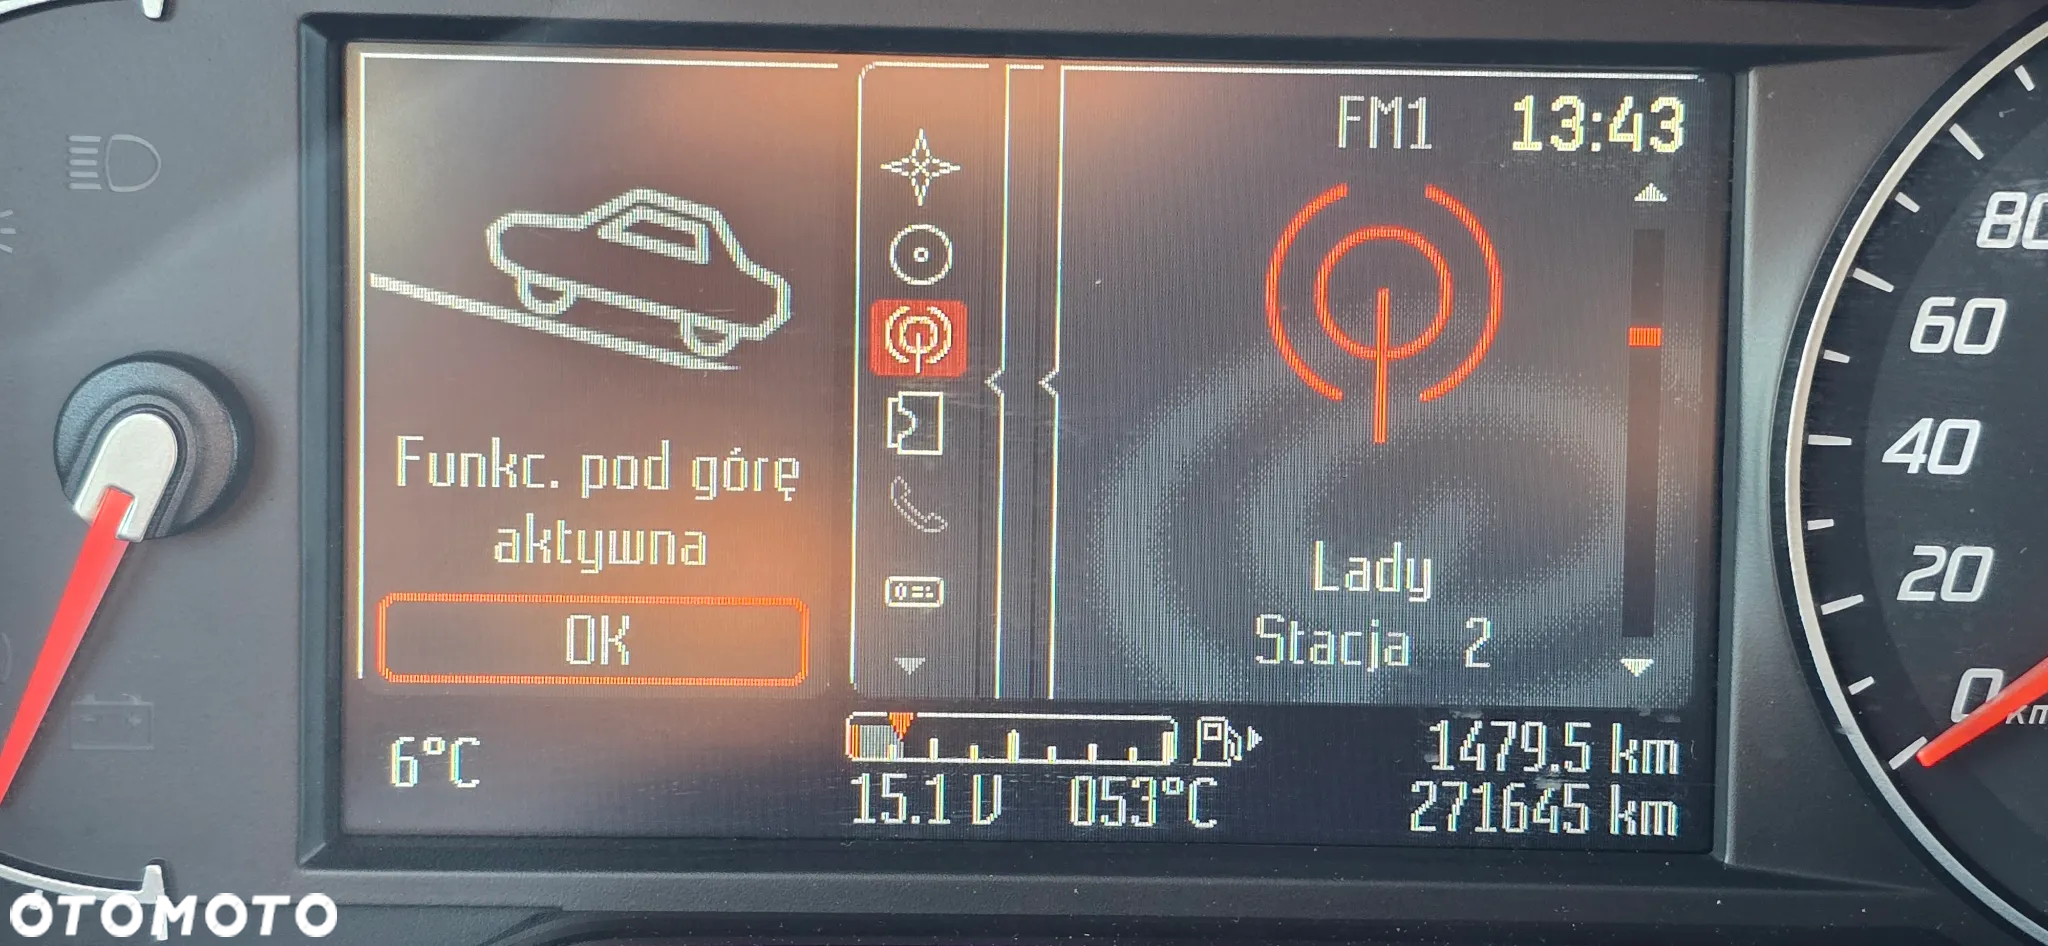 FM1 13:43
Funkc. pod górę
aktywna
OK
Lady
Stacja 2
6°C
15.1 V 053°C
1479.5 km
271645 km
80
60
40
20
0
km
OTOMOTO